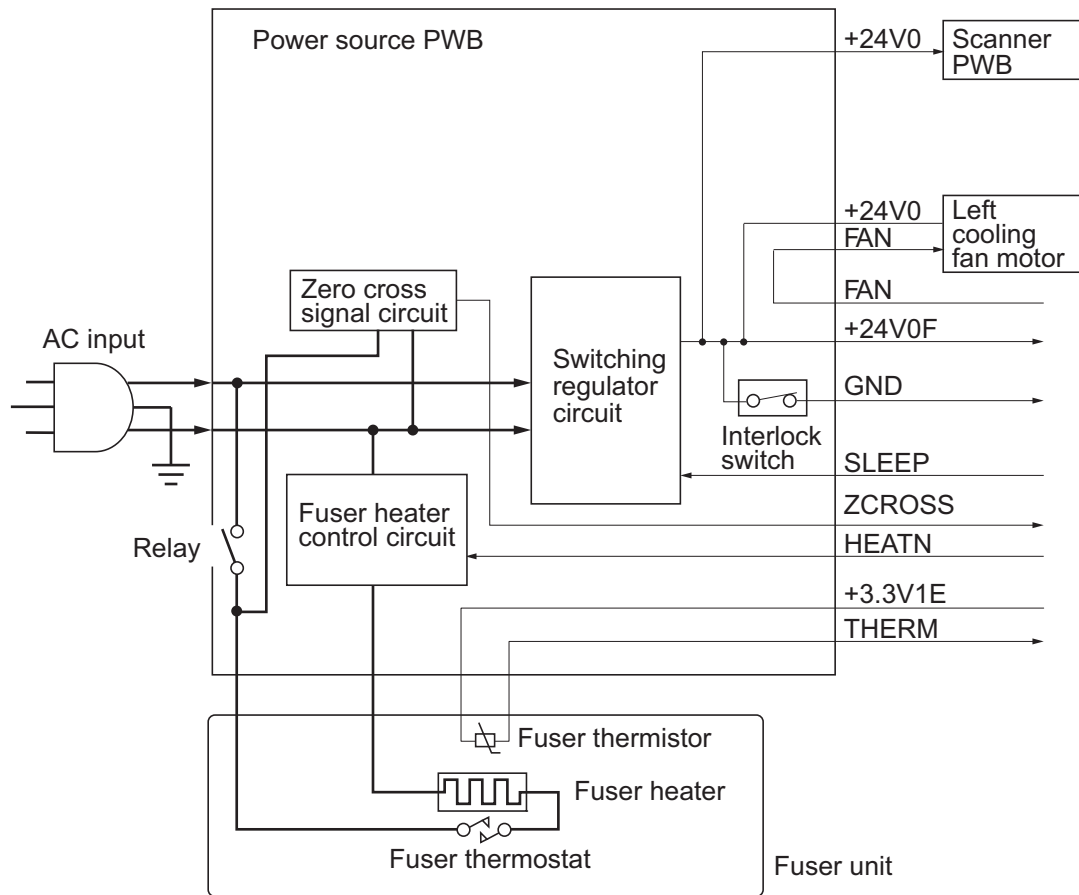 Power source PWB
+24V0
Scanner
PWB
+24V0
FAN
Left
cooling
fan motor
FAN
+24V0F
Zero cross
signal circuit
AC input
Switching
regulator
circuit
GND
Interlock
switch
SLEEP
ZCROSS
Fuser heater
control circuit
HEATN
Relay
+3.3V1E
THERM
Fuser thermistor
Fuser heater
Fuser thermostat
Fuser unit